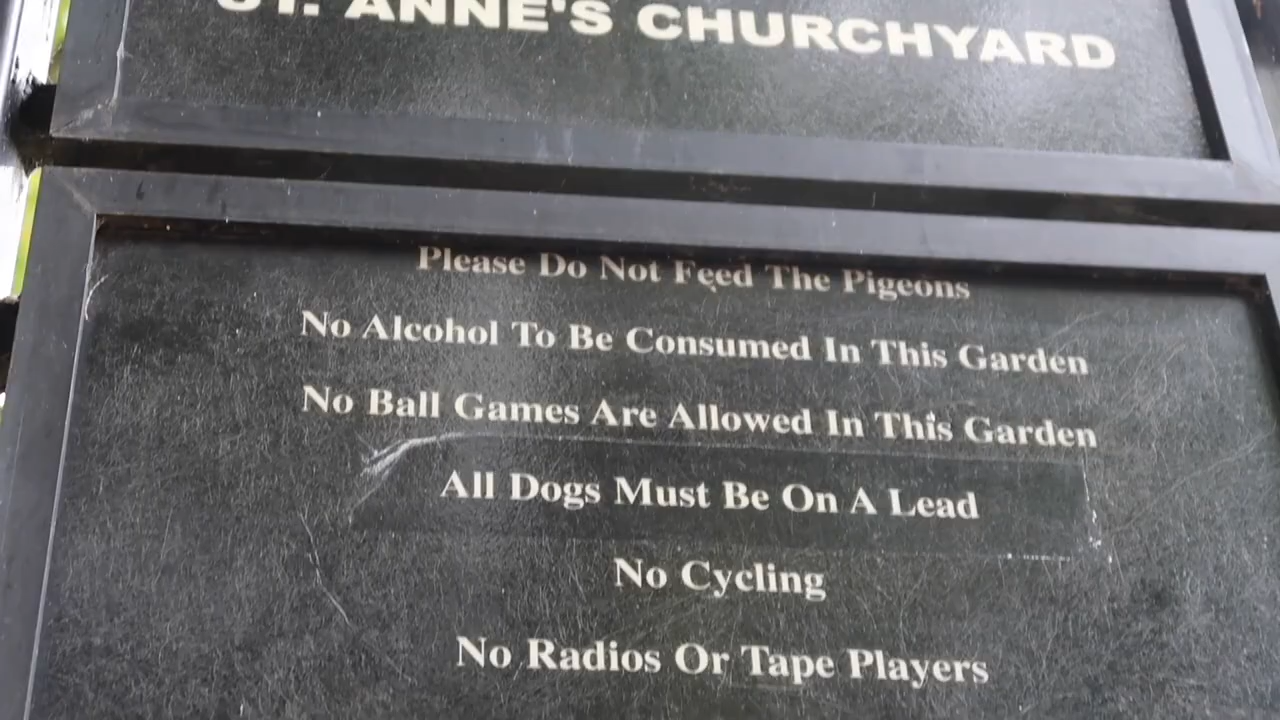 ST. ANNE'S CHURCHYARD
Please Do Not Feed The Pigeons
No Alcohol To Be Consumed In This Garden
No Ball Games Are Allowed In This Garden
All Dogs Must Be On A Lead
No Cycling
No Radios Or Tape Players